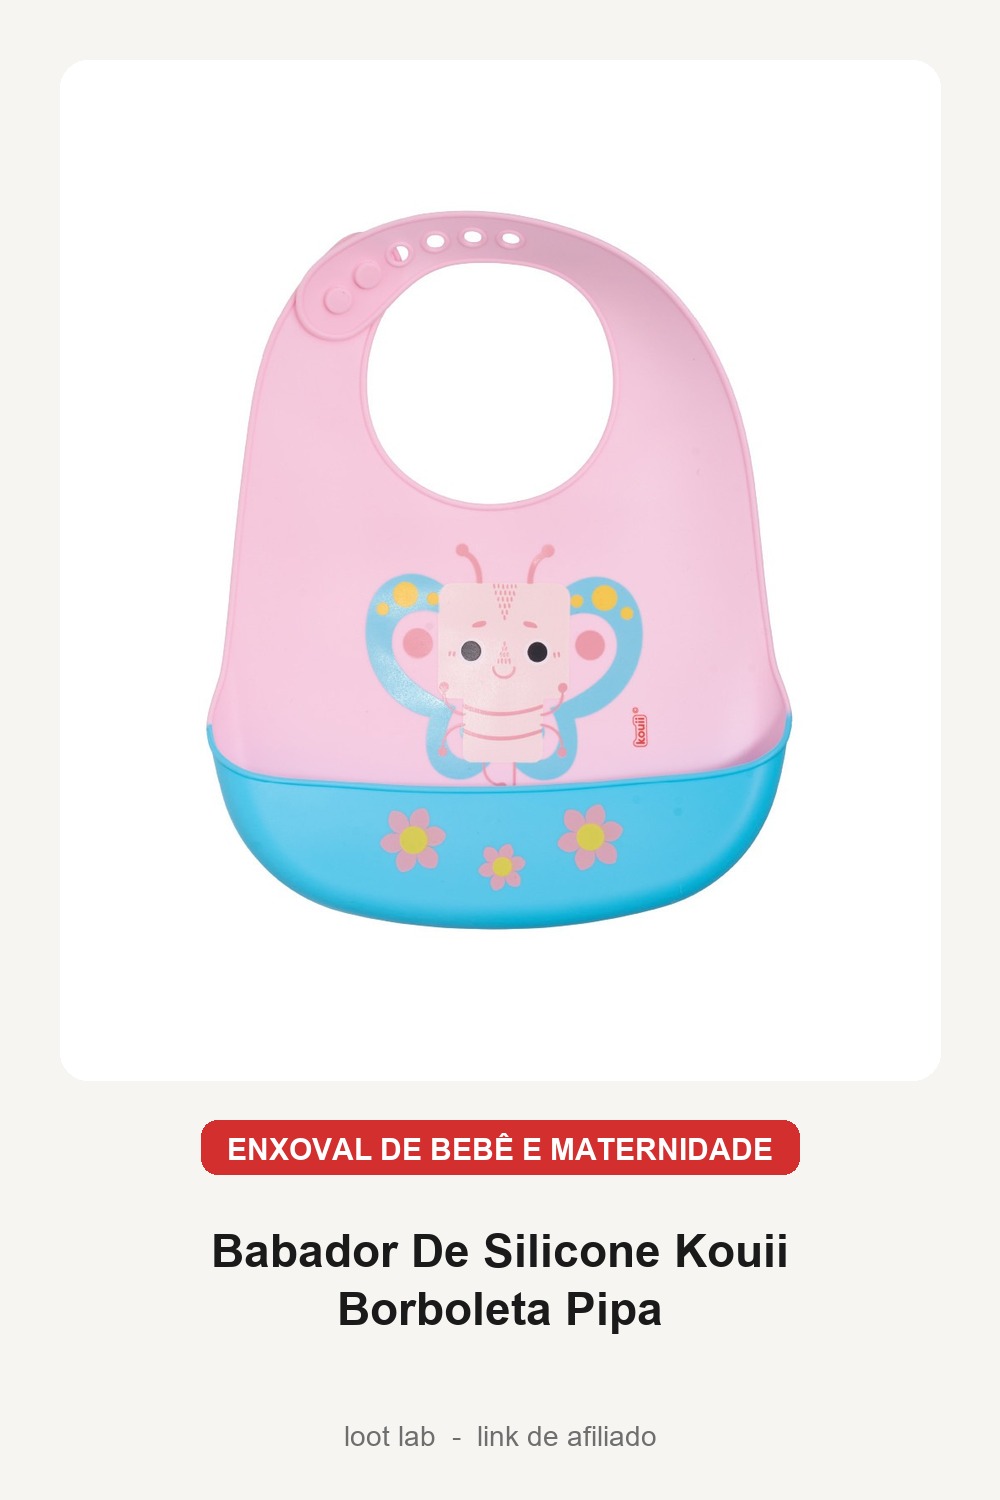 kouii
ENXOVAL DE BEBÊ E MATERNIDADE
Babador De Silicone Kouii
Borboleta Pipa
loot lab - link de afiliado